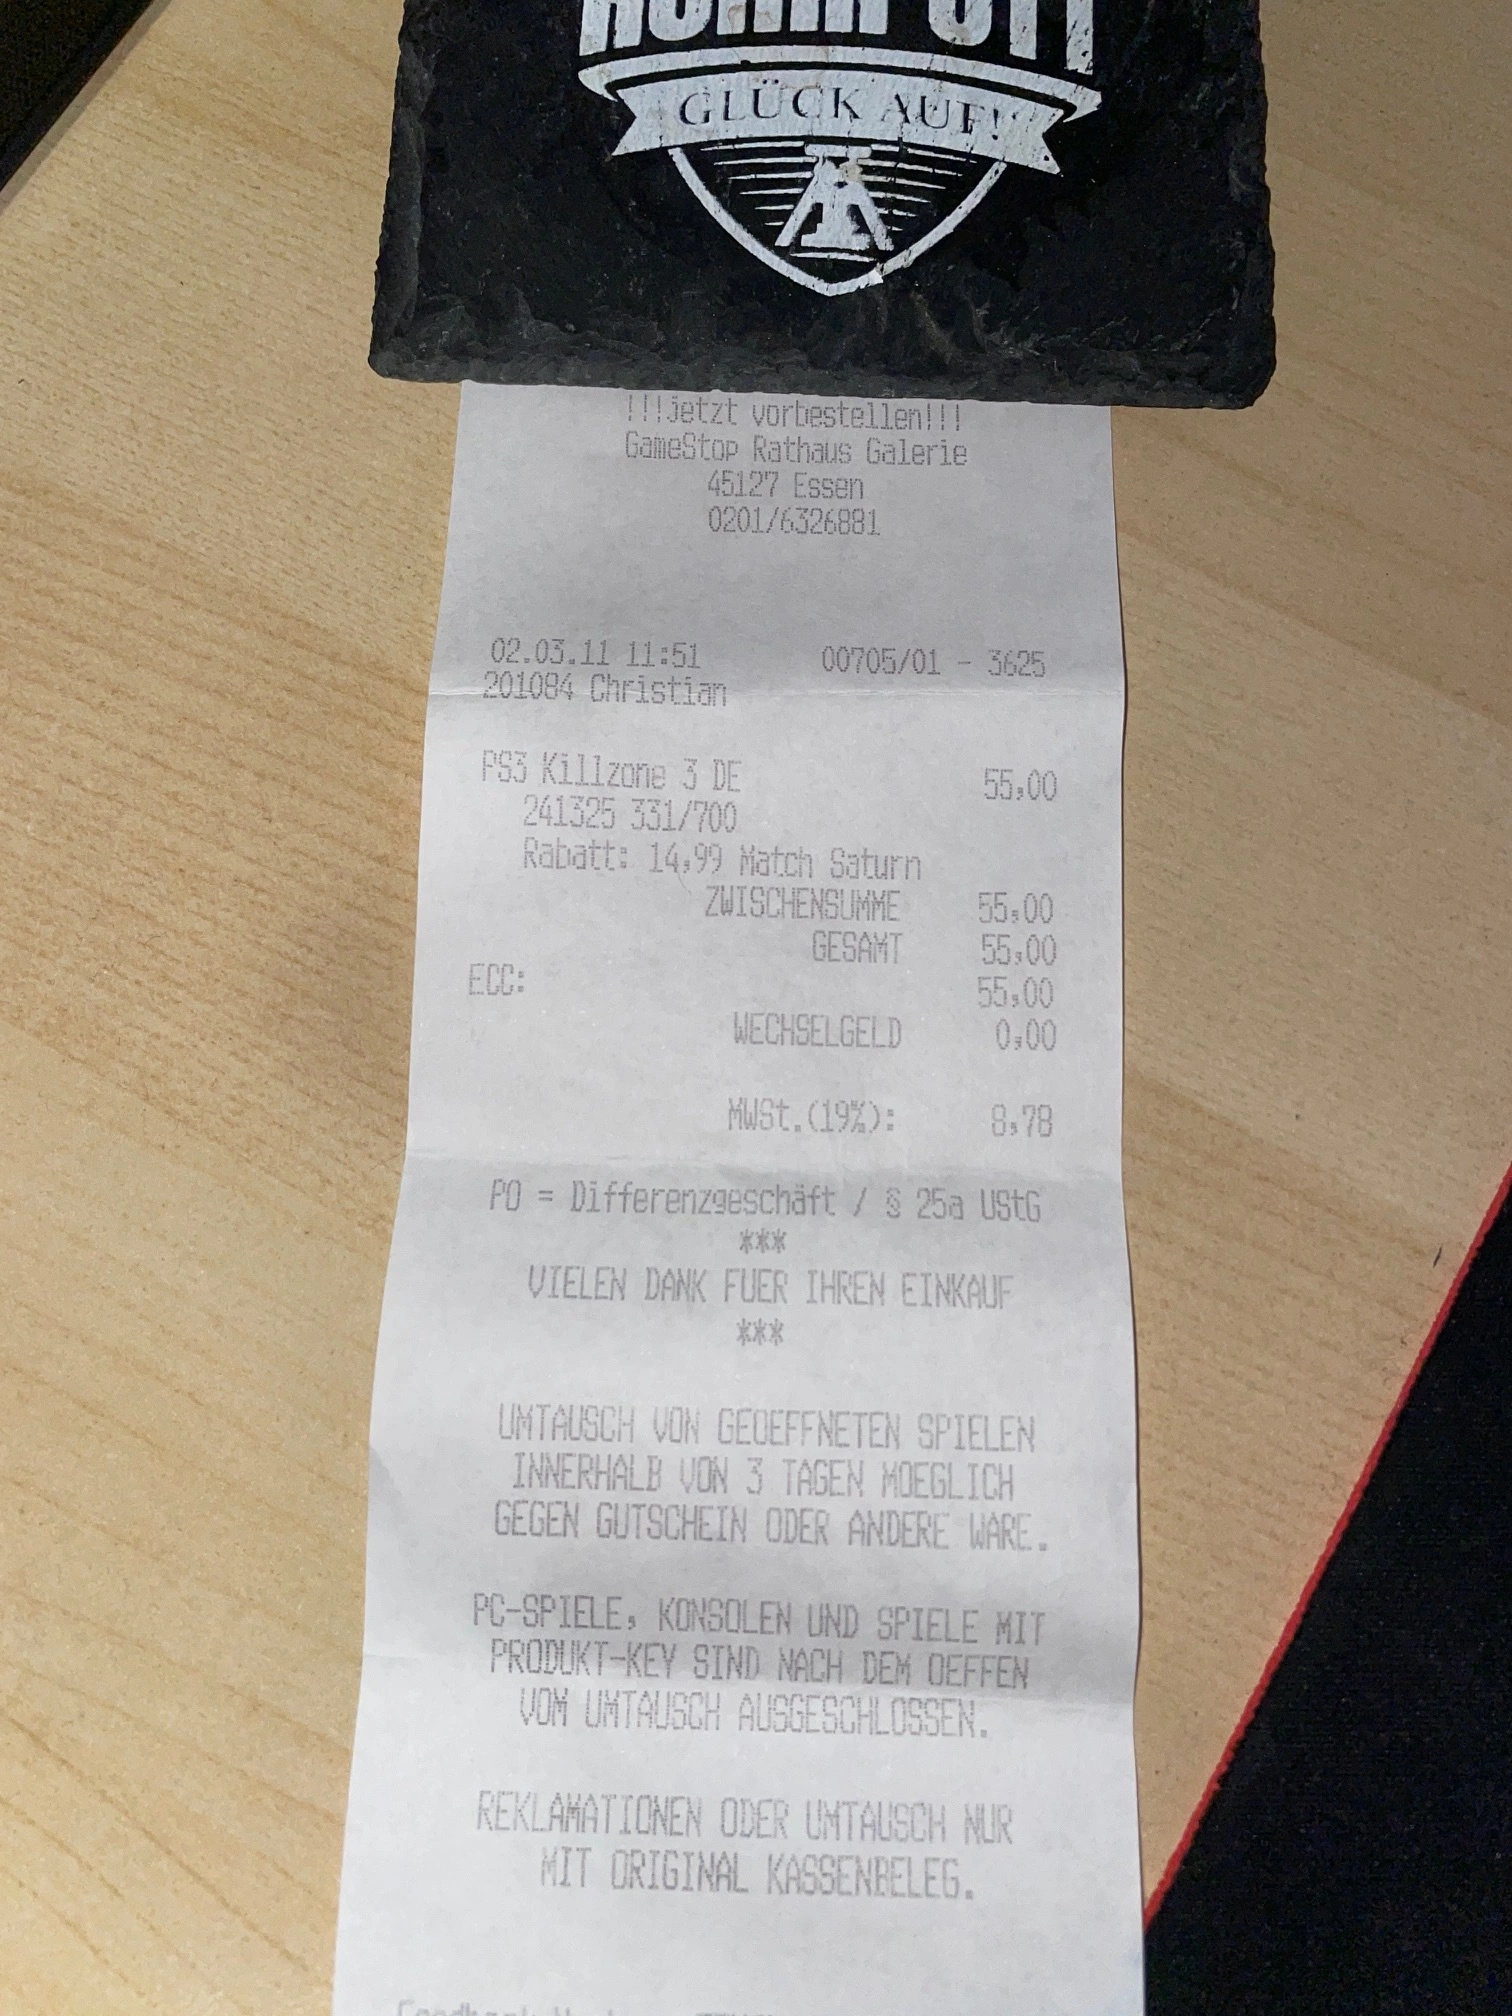 GLÜCK AUF!
!!!jetzt vorbestellen!!!
GameStop Rathaus Galerie
45127 Essen
0201/6326881
02.03.11 11:51 00705/01 - 3625
201084 Christian
PS3 Killzone 3 DE 55,00
241325 331/700
Rabatt: 14,99 Match Saturn
ZWISCHENSUMME 55,00
GESAMT 55,00
ECC: 55,00
WECHSELGELD 0,00
MWSt.(19%): 8,78
PO = Differenzgeschäft / § 25a UStG
***
VIELEN DANK FUER IHREN EINKAUF
***
UMTAUSCH VON GEOEFFNETEN SPIELEN
INNERHALB VON 3 TAGEN MOEGLICH
GEGEN GUTSCHEIN ODER ANDERE WARE.
PC-SPIELE, KONSOLEN UND SPIELE MIT
PRODUKT-KEY SIND NACH DEM OEFFEN
VOM UMTAUSCH AUSGESCHLOSSEN.
REKLAMATIONEN ODER UMTAUSCH NUR
MIT ORIGINAL KASSENBELEG.